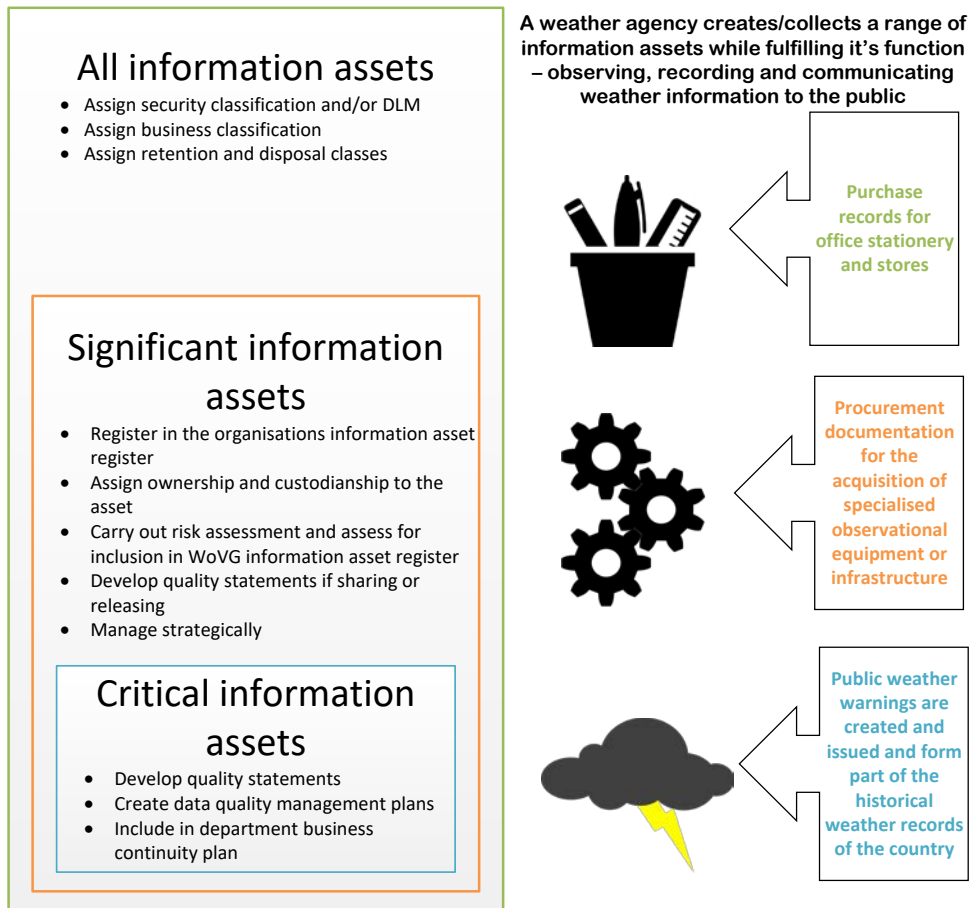 All information assets
• Assign security classification and/or DLM
• Assign business classification
• Assign retention and disposal classes
Significant information
assets
• Register in the organisations information asset
register
• Assign ownership and custodianship to the
asset
• Carry out risk assessment and assess for
inclusion in WoVG information asset register
• Develop quality statements if sharing or
releasing
• Manage strategically
Critical information
assets
• Develop quality statements
• Create data quality management plans
• Include in department business
continuity plan
A weather agency creates/collects a range of
information assets while fulfilling it's function
– observing, recording and communicating
weather information to the public
Purchase
records for
office stationery
and stores
Procurement
documentation
for the
acquisition of
specialised
observational
equipment or
infrastructure
Public weather
warnings are
created and
issued and form
part of the
historical
weather records
of the country